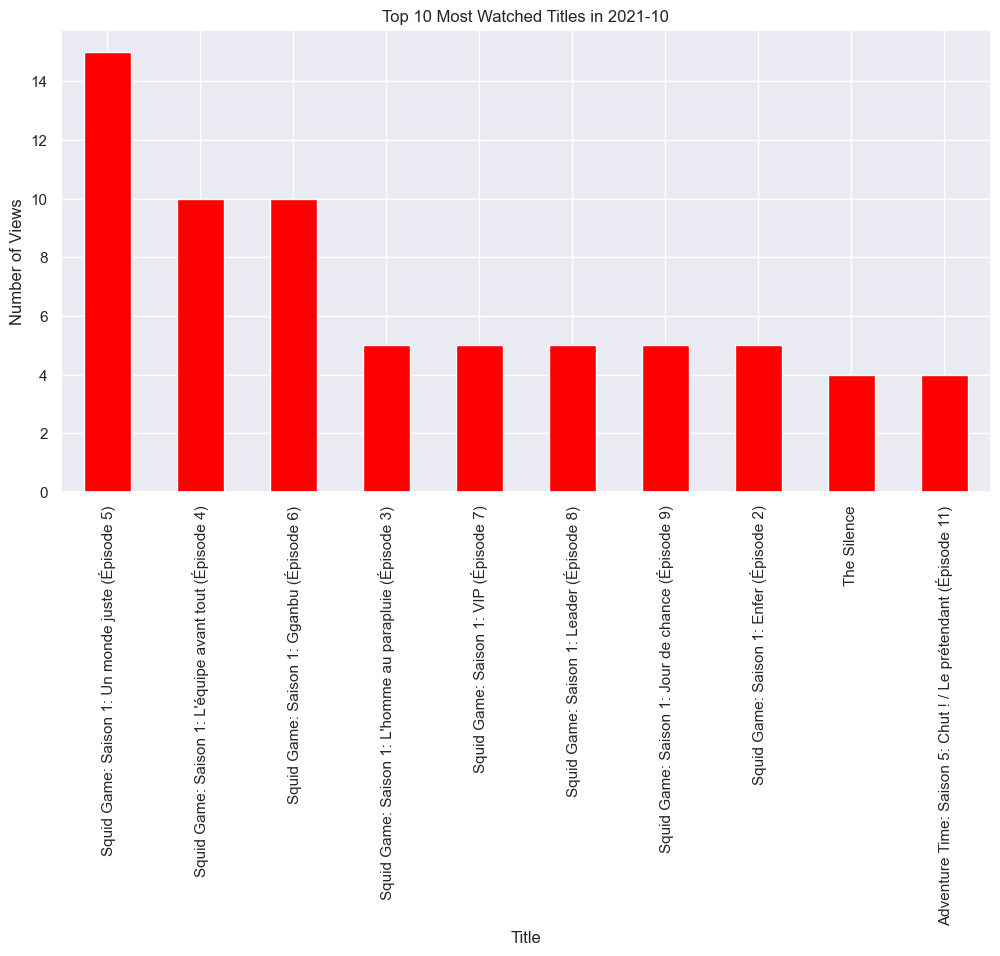 Top 10 Most Watched Titles in 2021-10
Number of Views
14
12
10
8
6
4
2
0
Squid Game: Saison 1: Un monde juste (Épisode 5)
Squid Game: Saison 1: L'équipe avant tout (Épisode 4)
Squid Game: Saison 1: Gganbu (Épisode 6)
Squid Game: Saison 1: L'homme au parapluie (Épisode 3)
Squid Game: Saison 1: VIP (Épisode 7)
Squid Game: Saison 1: Leader (Épisode 8)
Squid Game: Saison 1: Jour de chance (Épisode 9)
Squid Game: Saison 1: Enfer (Épisode 2)
The Silence
Adventure Time: Saison 5: Chut ! / Le prétendant (Épisode 11)
Title